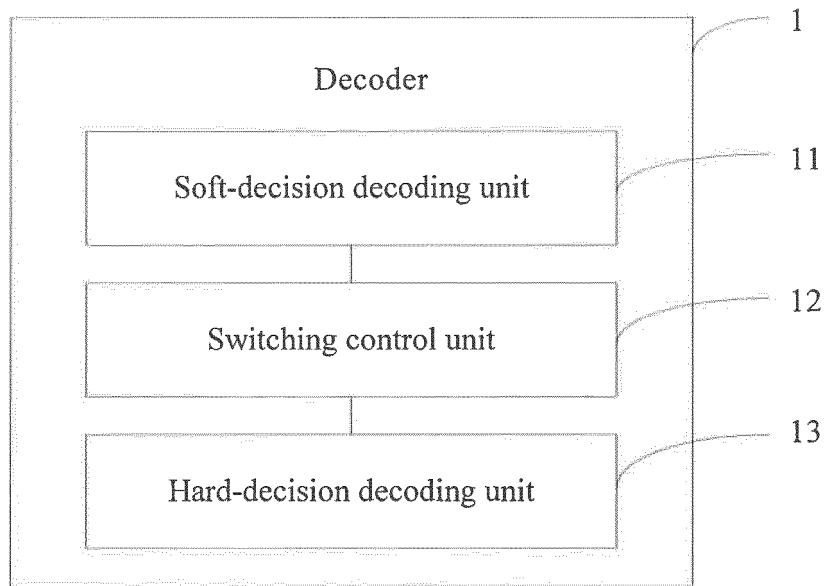 1
Decoder
11
Soft-decision decoding unit
12
Switching control unit
13
Hard-decision decoding unit